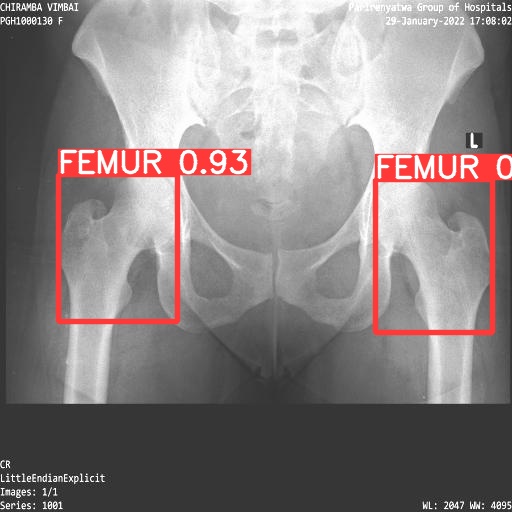 CHIRAMBA VIMBAI
PGH1000130 F
Parirenyatwa Group of Hospitals
29-January-2022 17:08:02
L
FEMUR 0.93
FEMUR 0
CR
LittleEndianExplicit
Images: 1/1
Series: 1001
WL: 2047 WW: 4095